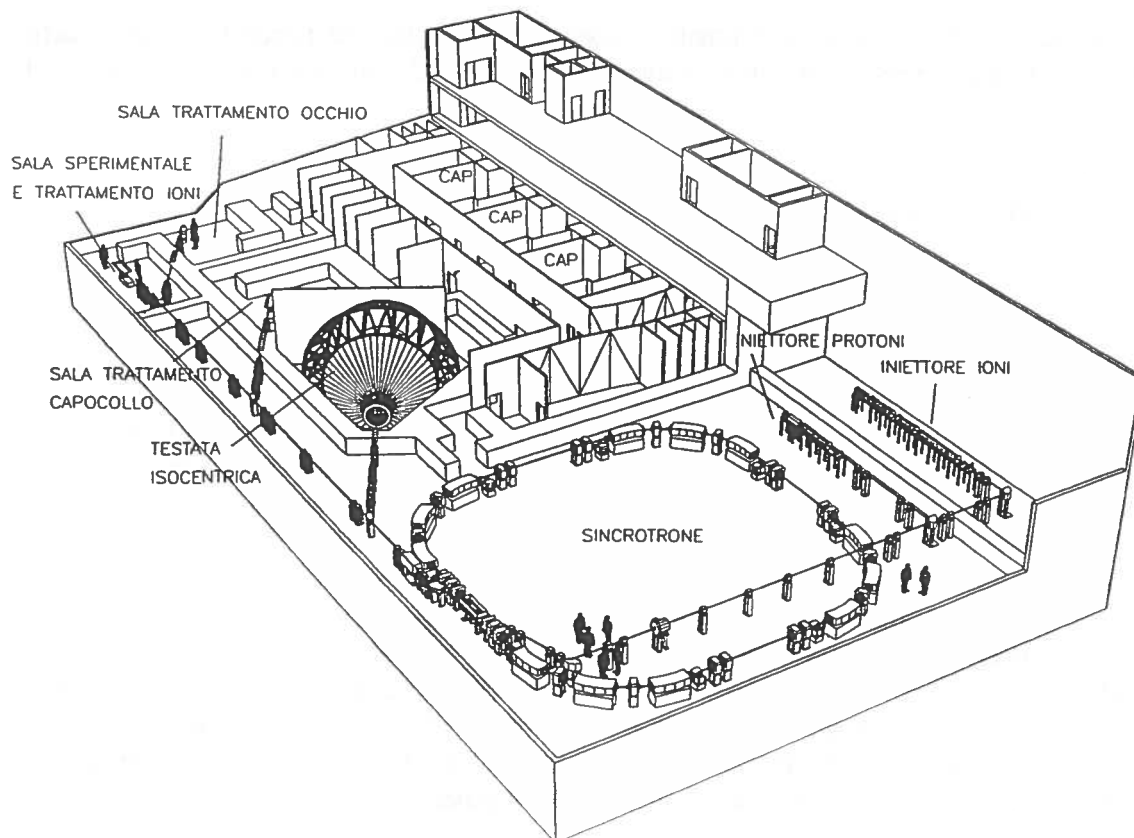 SALA TRATTAMENTO OCCHIO
SALA SPERIMENTALE
E TRATTAMENTO IONI
CAP
CAP
CAP
SALA TRATTAMENTO
CAPOCOLLO
TESTATA
ISOCENTRICA
NIETTORE PROTONI
INIETTORE IONI
SINCROTRONE